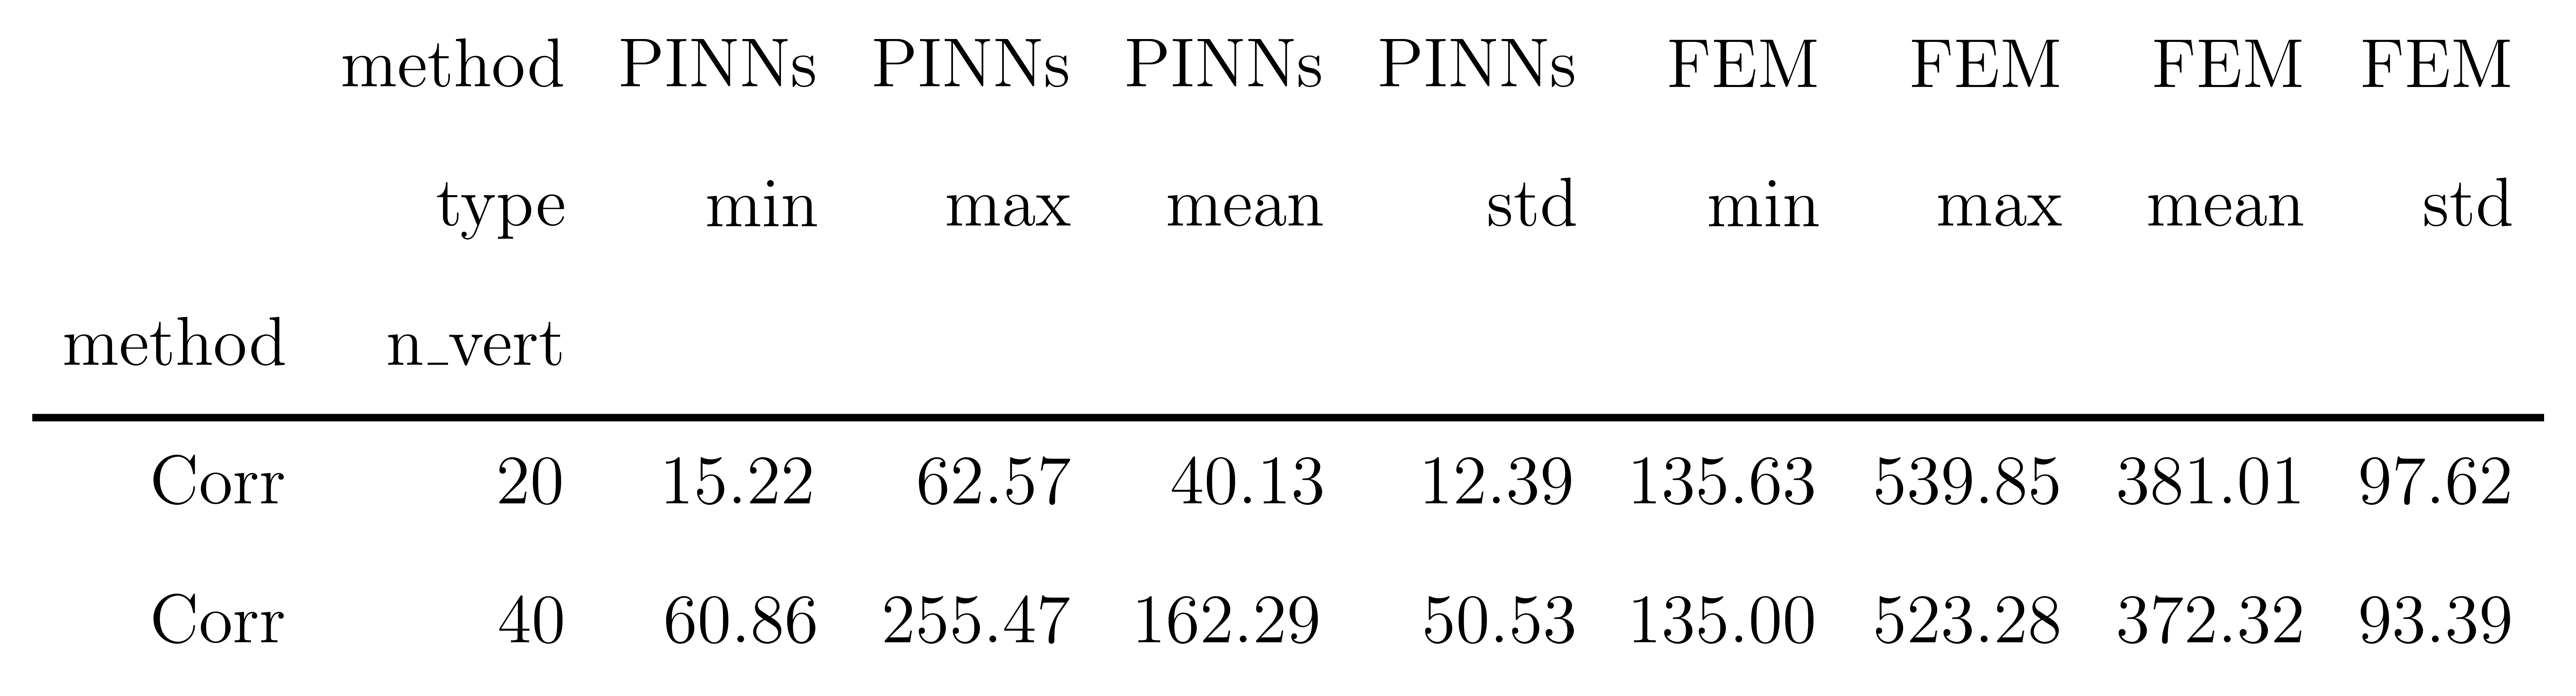 method PINNs PINNs PINNs PINNs FEM FEM FEM FEM
type min max mean std min max mean std
method n_vert
Corr 20 15.22 62.57 40.13 12.39 135.63 539.85 381.01 97.62
Corr 40 60.86 255.47 162.29 50.53 135.00 523.28 372.32 93.39